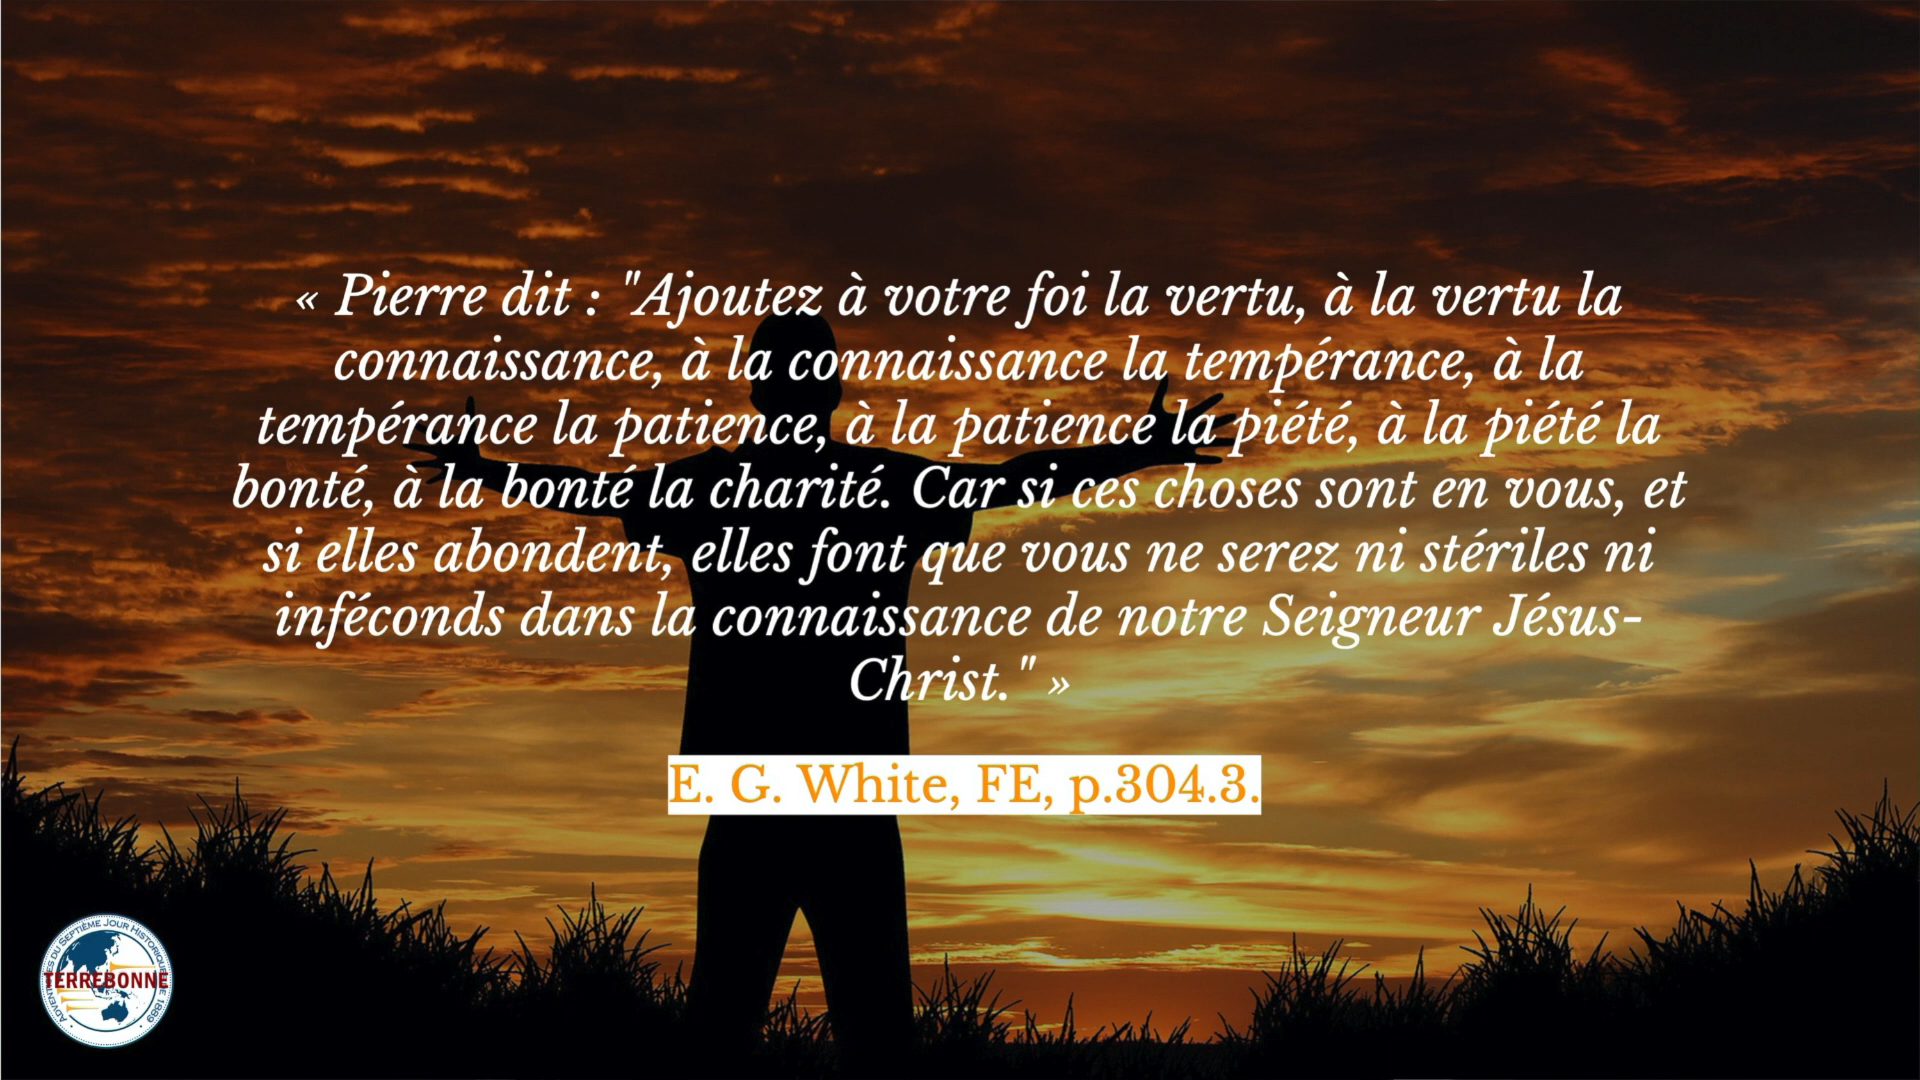 « Pierre dit : "Ajoutez à votre foi la vertu, à la vertu la
connaissance, à la connaissance la tempérance, à la
tempérance la patience, à la patience la piété, à la piété la
bonté, à la bonté la charité. Car si ces choses sont en vous, et
si elles abondent, elles font que vous ne serez ni stériles ni
inféconds dans la connaissance de notre Seigneur Jésus-
Christ." »
E. G. White, FE, p.304.3.
TERREBONNE